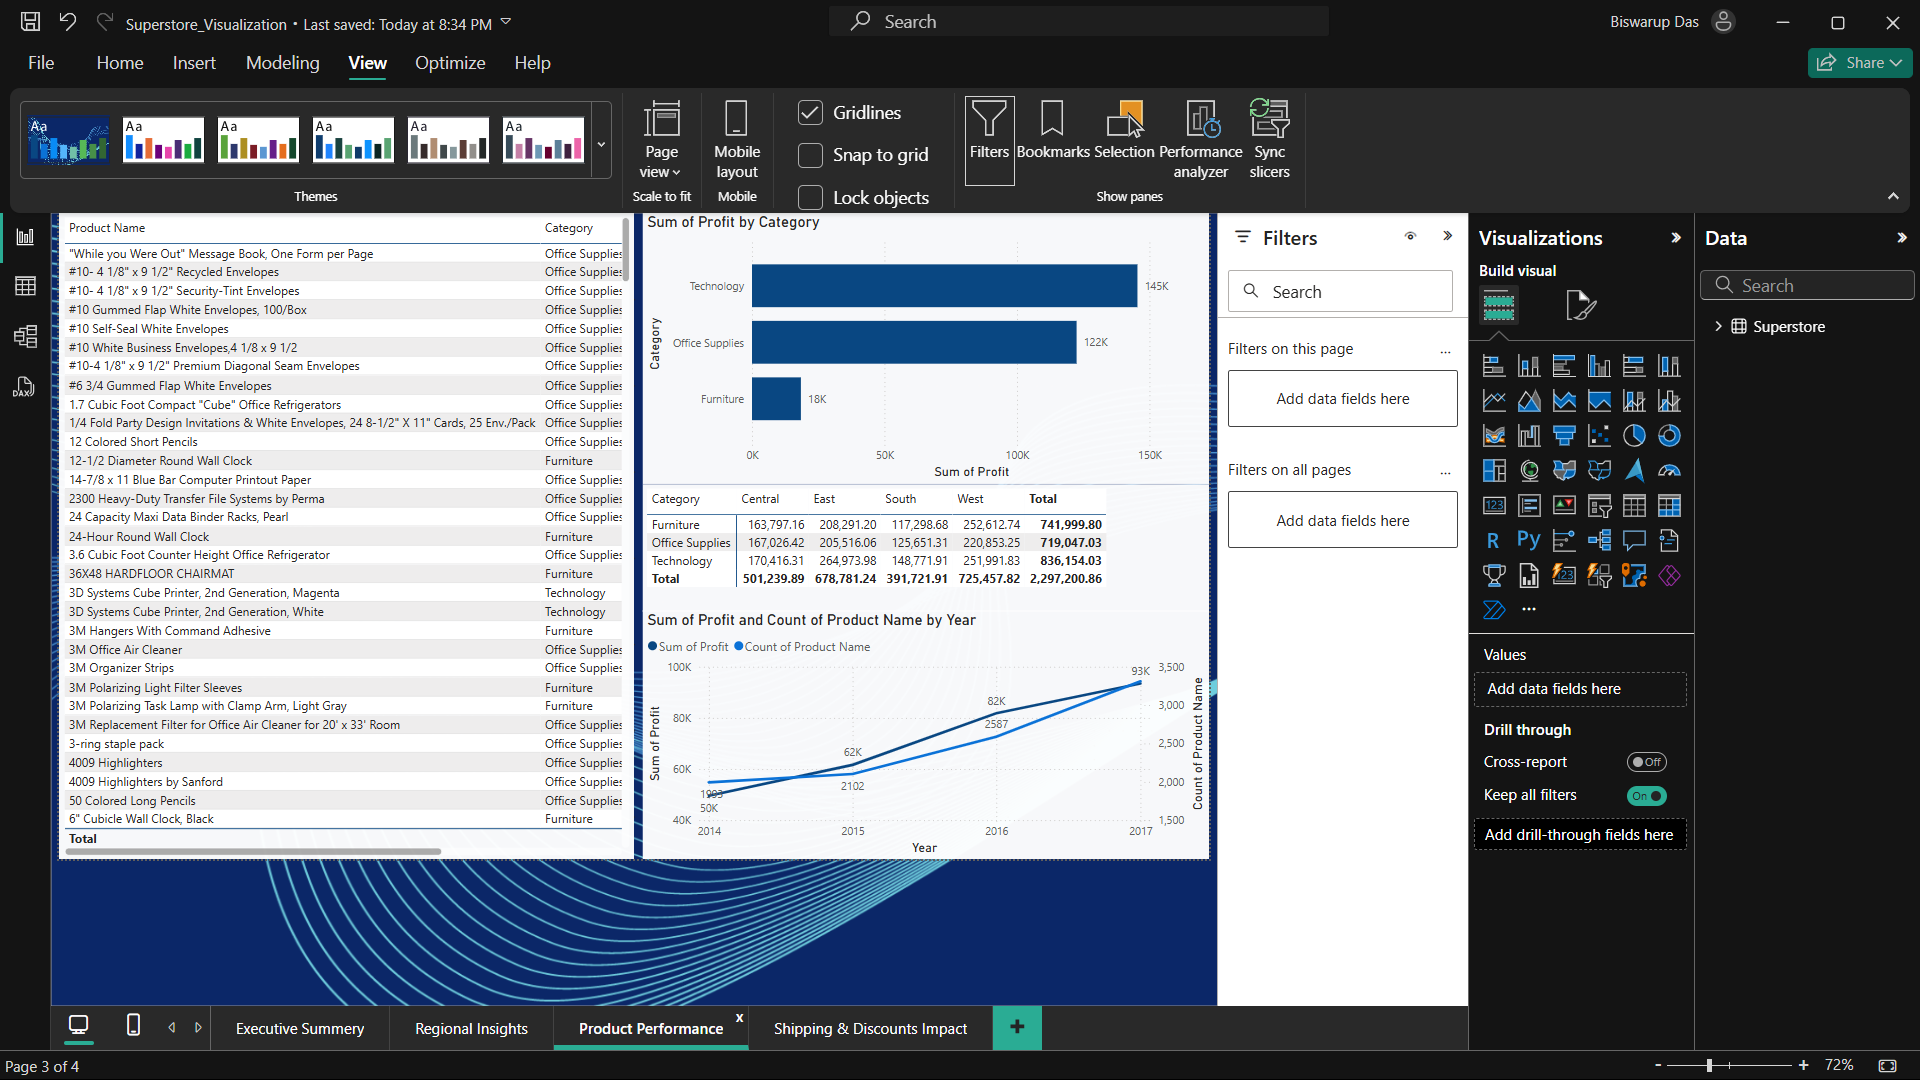 Superstore_Visualization • Last saved: Today at 8:34 PM
Search
Biswarup Das
File Home Insert Modeling View Optimize Help
Share
Aa Aa Aa Aa Aa Aa
Themes
Page view
Scale to fit
Mobile layout
Mobile
Gridlines
Snap to grid
Lock objects
Filters
Bookmarks
Selection
Performance analyzer
Sync slicers
Show panes
DAX
Product Name Category
"While you Were Out" Message Book, One Form per Page Office Supplies
#10- 4 1/8" x 9 1/2" Recycled Envelopes Office Supplies
#10- 4 1/8" x 9 1/2" Security-Tint Envelopes Office Supplies
#10 Gummed Flap White Envelopes, 100/Box Office Supplies
#10 Self-Seal White Envelopes Office Supplies
#10 White Business Envelopes,4 1/8 x 9 1/2 Office Supplies
#10-4 1/8" x 9 1/2" Premium Diagonal Seam Envelopes Office Supplies
#6 3/4 Gummed Flap White Envelopes Office Supplies
1.7 Cubic Foot Compact "Cube" Office Refrigerators Office Supplies
1/4 Fold Party Design Invitations & White Envelopes, 24 8-1/2" X 11" Cards, 25 Env./Pack Office Supplies
12 Colored Short Pencils Office Supplies
12-1/2 Diameter Round Wall Clock Furniture
14-7/8 x 11 Blue Bar Computer Printout Paper Office Supplies
2300 Heavy-Duty Transfer File Systems by Perma Office Supplies
24 Capacity Maxi Data Binder Racks, Pearl Office Supplies
24-Hour Round Wall Clock Furniture
3.6 Cubic Foot Counter Height Office Refrigerator Office Supplies
36X48 HARDFLOOR CHAIRMAT Furniture
3D Systems Cube Printer, 2nd Generation, Magenta Technology
3D Systems Cube Printer, 2nd Generation, White Technology
3M Hangers With Command Adhesive Furniture
3M Office Air Cleaner Office Supplies
3M Organizer Strips Office Supplies
3M Polarizing Light Filter Sleeves Furniture
3M Polarizing Task Lamp with Clamp Arm, Light Gray Furniture
3M Replacement Filter for Office Air Cleaner for 20' x 33' Room Office Supplies
3-ring staple pack Office Supplies
4009 Highlighters Office Supplies
4009 Highlighters by Sanford Office Supplies
50 Colored Long Pencils Office Supplies
6" Cubicle Wall Clock, Black Furniture
Total
Sum of Profit by Category
Category
Technology 145K
Office Supplies 122K
Furniture 18K
0K 50K 100K 150K
Sum of Profit
Category Central East South West Total
Furniture 163,797.16 208,291.20 117,298.68 252,612.74 741,999.80
Office Supplies 167,026.42 205,516.06 125,651.31 220,853.25 719,047.03
Technology 170,416.31 264,973.98 148,771.91 251,991.83 836,154.03
Total 501,239.89 678,781.24 391,721.91 725,457.82 2,297,200.86
Sum of Profit and Count of Product Name by Year
Sum of Profit Count of Product Name
100K
80K
60K
40K
Sum of Profit
1993
50K
62K
2102
82K
2587
93K
3,500
3,000
2,500
2,000
1,500
Count of Product Name
2014 2015 2016 2017
Year
Filters
Search
Filters on this page ...
Add data fields here
Filters on all pages ...
Add data fields here
Visualizations
Build visual
123
R Py
123
...
Values
Add data fields here
Drill through
Cross-report Off
Keep all filters On
Add drill-through fields here
Data
Search
Superstore
Executive Summary Regional Insights Product Performance x Shipping & Discounts Impact +
Page 3 of 4
- + 72%